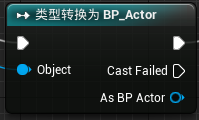 类型转换为 BP_Actor
Object
Cast Failed
As BP Actor